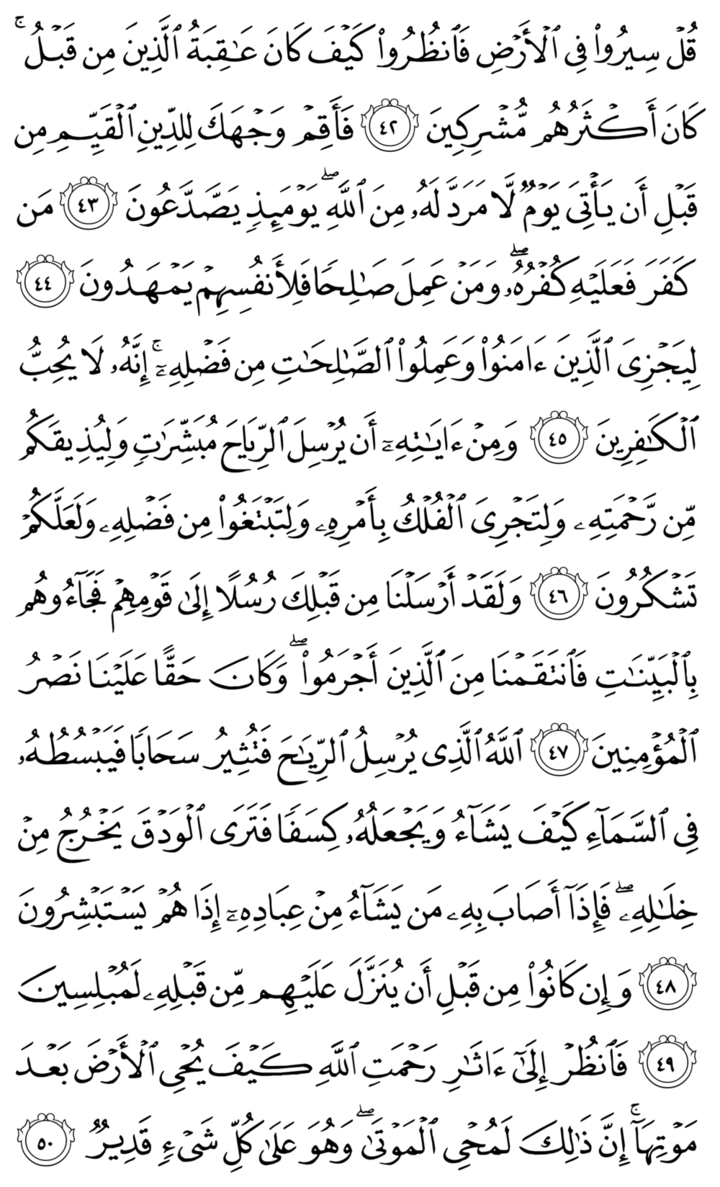 قُلۡ سِيرُواْ فِي ٱلۡأَرۡضِ فَٱنظُرُواْ كَيۡفَ كَانَ عَٰقِبَةُ ٱلَّذِينَ مِن قَبۡلُۚ
كَانَ أَكۡثَرُهُم مُّشۡرِكِينَ ٤٢ فَأَقِمۡ وَجۡهَكَ لِلدِّينِ ٱلۡقَيِّمِ مِن
قَبۡلِ أَن يَأۡتِيَ يَوۡمٞ لَّا مَرَدَّ لَهُۥ مِنَ ٱللَّهِۖ يَوۡمَئِذٖ يَصَّدَّعُونَ ٤٣ مَن
كَفَرَ فَعَلَيۡهِ كُفۡرُهُۥۖ وَمَنۡ عَمِلَ صَٰلِحٗا فَلِأَنفُسِهِمۡ يَمۡهَدُونَ ٤٤
لِيَجۡزِيَ ٱلَّذِينَ ءَامَنُواْ وَعَمِلُواْ ٱلصَّٰلِحَٰتِ مِن فَضۡلِهِۦٓۚ إِنَّهُۥ لَا يُحِبُّ
ٱلۡكَٰفِرِينَ ٤٥ وَمِنۡ ءَايَٰتِهِۦٓ أَن يُرۡسِلَ ٱلرِّيَاحَ مُبَشِّرَٰتٖ وَلِيُذِيقَكُم
مِّن رَّحۡمَتِهِۦ وَلِتَجۡرِيَ ٱلۡفُلۡكُ بِأَمۡرِهِۦ وَلِتَبۡتَغُواْ مِن فَضۡلِهِۦ وَلَعَلَّكُمۡ
تَشۡكُرُونَ ٤٦ وَلَقَدۡ أَرۡسَلۡنَا مِن قَبۡلِكَ رُسُلًا إِلَىٰ قَوۡمِهِمۡ فَجَآءُوهُم
بِٱلۡبَيِّنَٰتِ فَٱنتَقَمۡنَا مِنَ ٱلَّذِينَ أَجۡرَمُواْۖ وَكَانَ حَقًّا عَلَيۡنَا نَصۡرُ
ٱلۡمُؤۡمِنِينَ ٤٧ ٱللَّهُ ٱلَّذِي يُرۡسِلُ ٱلرِّيَٰحَ فَتُثِيرُ سَحَابٗا فَيَبۡسُطُهُۥ
فِي ٱلسَّمَآءِ كَيۡفَ يَشَآءُ وَيَجۡعَلُهُۥ كِسَفٗا فَتَرَى ٱلۡوَدۡقَ يَخۡرُجُ مِنۡ
خِلَٰلِهِۦۖ فَإِذَآ أَصَابَ بِهِۦ مَن يَشَآءُ مِنۡ عِبَادِهِۦٓ إِذَا هُمۡ يَسۡتَبۡشِرُونَ
٤٨ وَإِن كَانُواْ مِن قَبۡلِ أَن يُنَزَّلَ عَلَيۡهِم مِّن قَبۡلِهِۦ لَمُبۡلِسِينَ
٤٩ فَٱنظُرۡ إِلَىٰٓ ءَاثَٰرِ رَحۡمَتِ ٱللَّهِ كَيۡفَ يُحۡيِ ٱلۡأَرۡضَ بَعۡدَ
مَوۡتِهَآۚ إِنَّ ذَٰلِكَ لَمُحۡيِ ٱلۡمَوۡتَىٰۖ وَهُوَ عَلَىٰ كُلِّ شَيۡءٖ قَدِيرٞ ٥٠